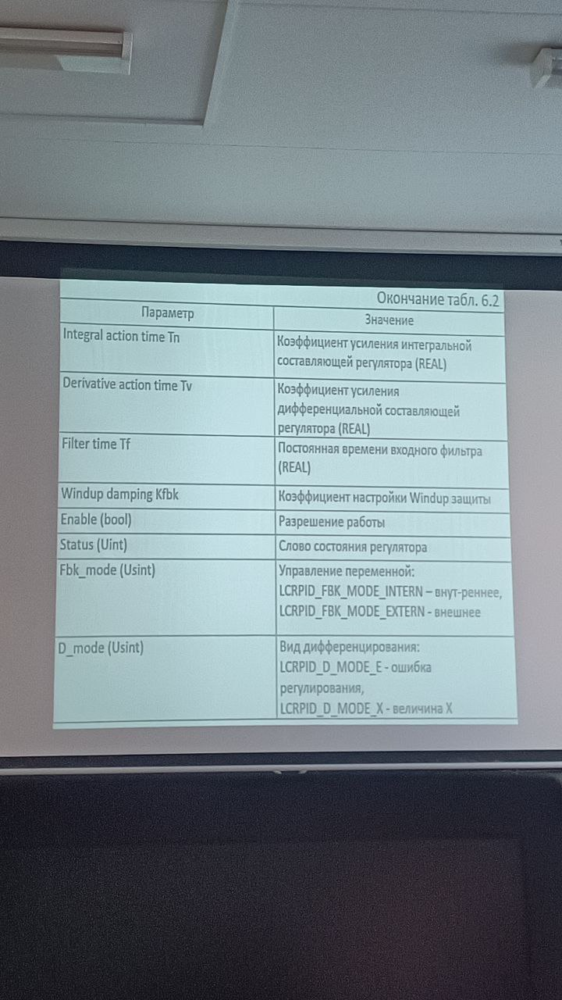 Окончание табл. 6.2
Параметр
Значение
Integral action time Tn
Коэффициент усиления интегральной
составляющей регулятора (REAL)
Derivative action time Tv
Коэффициент усиления
дифференциальной составляющей
регулятора (REAL)
Filter time Tf
Постоянная времени входного фильтра
(REAL)
Windup damping Kfbk
Коэффициент настройки Windup защиты
Enable (bool)
Разрешение работы
Status (Uint)
Слово состояния регулятора
Fbk_mode (Usint)
Управление переменной:
LCRPID_FBK_MODE_INTERN – внут-реннее,
LCRPID_FBK_MODE_EXTERN - внешнее
D_mode (Usint)
Вид дифференцирования:
LCRPID_D_MODE_E - ошибка
регулирования,
LCRPID_D_MODE_X - величина X